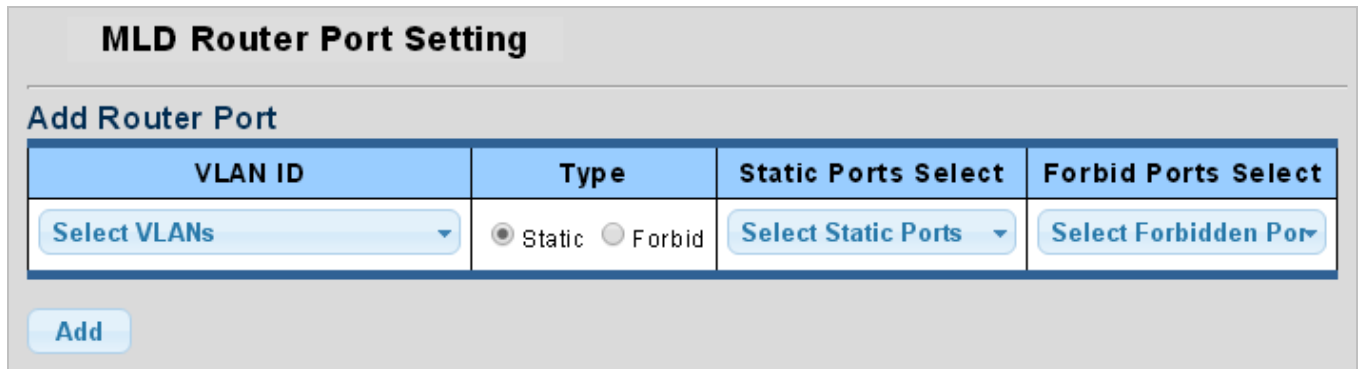 MLD Router Port Setting
Add Router Port
VLAN ID Type Static Ports Select Forbid Ports Select
Select VLANs Static Forbid Select Static Ports Select Forbidden Por
Add